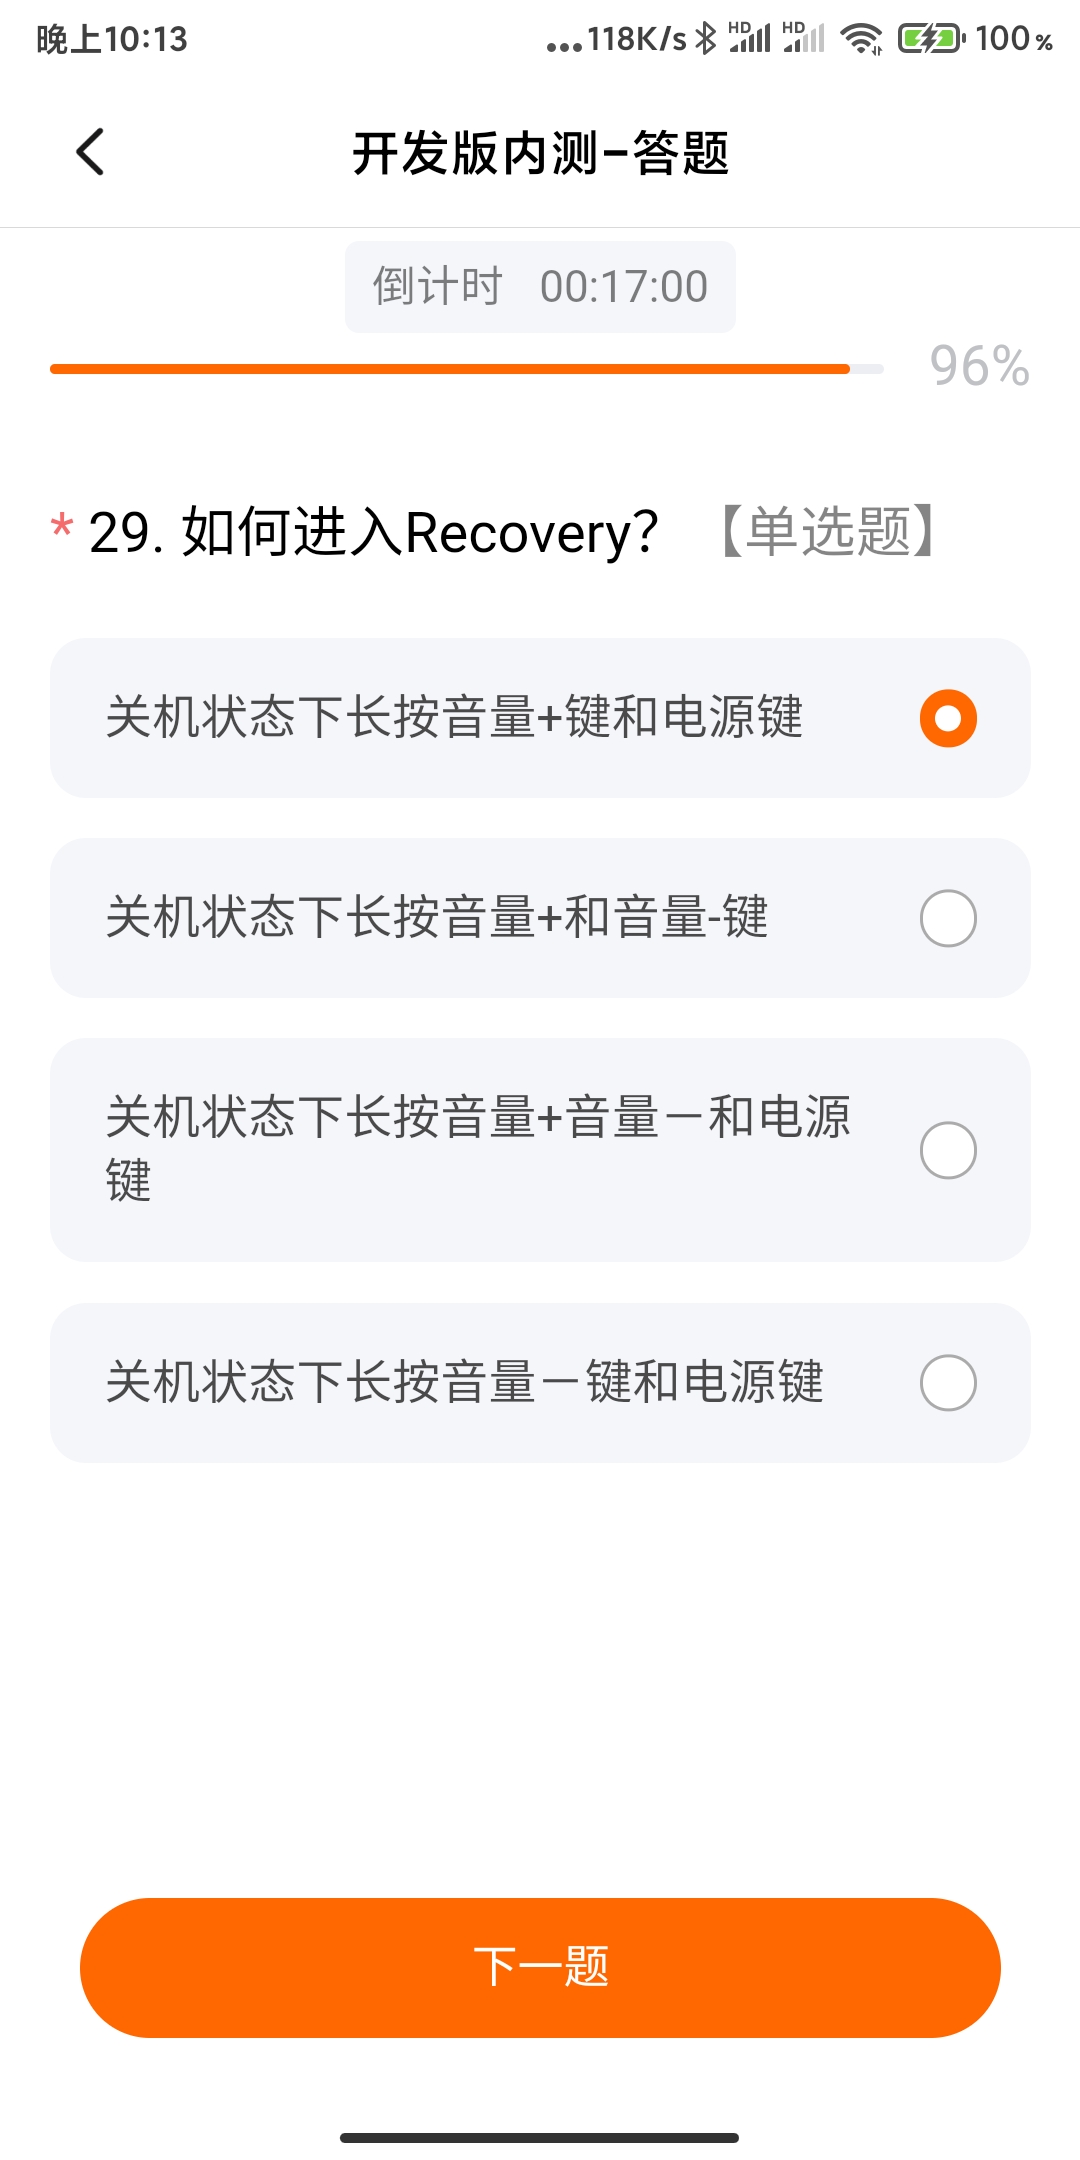 晚上10:13 ...118K/s HD HD 100%
开发版内测-答题
倒计时 00:17:00
96%
* 29. 如何进入Recovery? 【单选题】
关机状态下长按音量+键和电源键
关机状态下长按音量+和音量-键
关机状态下长按音量+音量－和电源
键
关机状态下长按音量－键和电源键
下一题